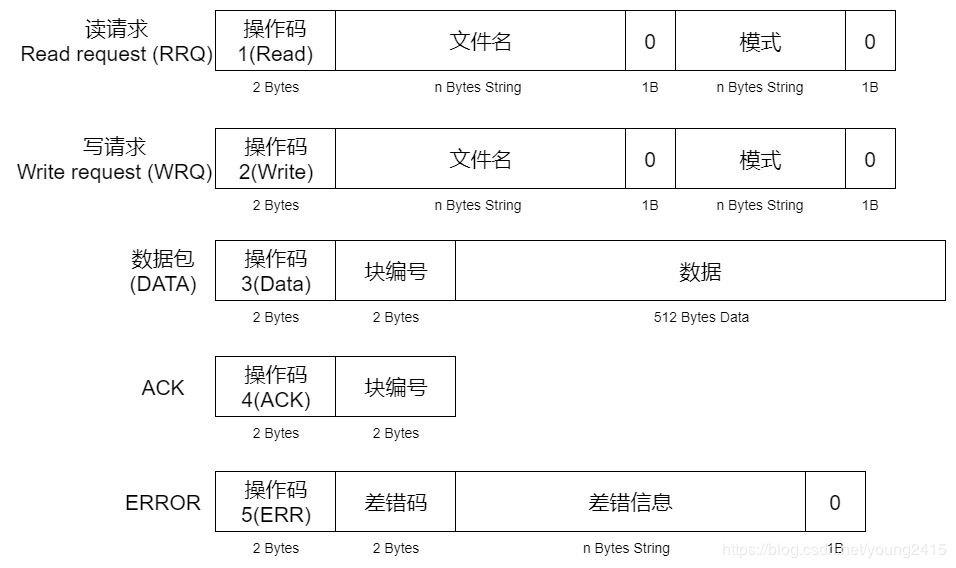 读请求
Read request (RRQ)
操作码
1(Read)
文件名
0
模式
0
2 Bytes
n Bytes String
1B
n Bytes String
1B
写请求
Write request (WRQ)
操作码
2(Write)
文件名
0
模式
0
2 Bytes
n Bytes String
1B
n Bytes String
1B
数据包
(DATA)
操作码
3(Data)
块编号
数据
2 Bytes
2 Bytes
512 Bytes Data
ACK
操作码
4(ACK)
块编号
2 Bytes
2 Bytes
ERROR
操作码
5(ERR)
差错码
差错信息
0
2 Bytes
2 Bytes
n Bytes String
1B
https://blog.csdn.net/young2415